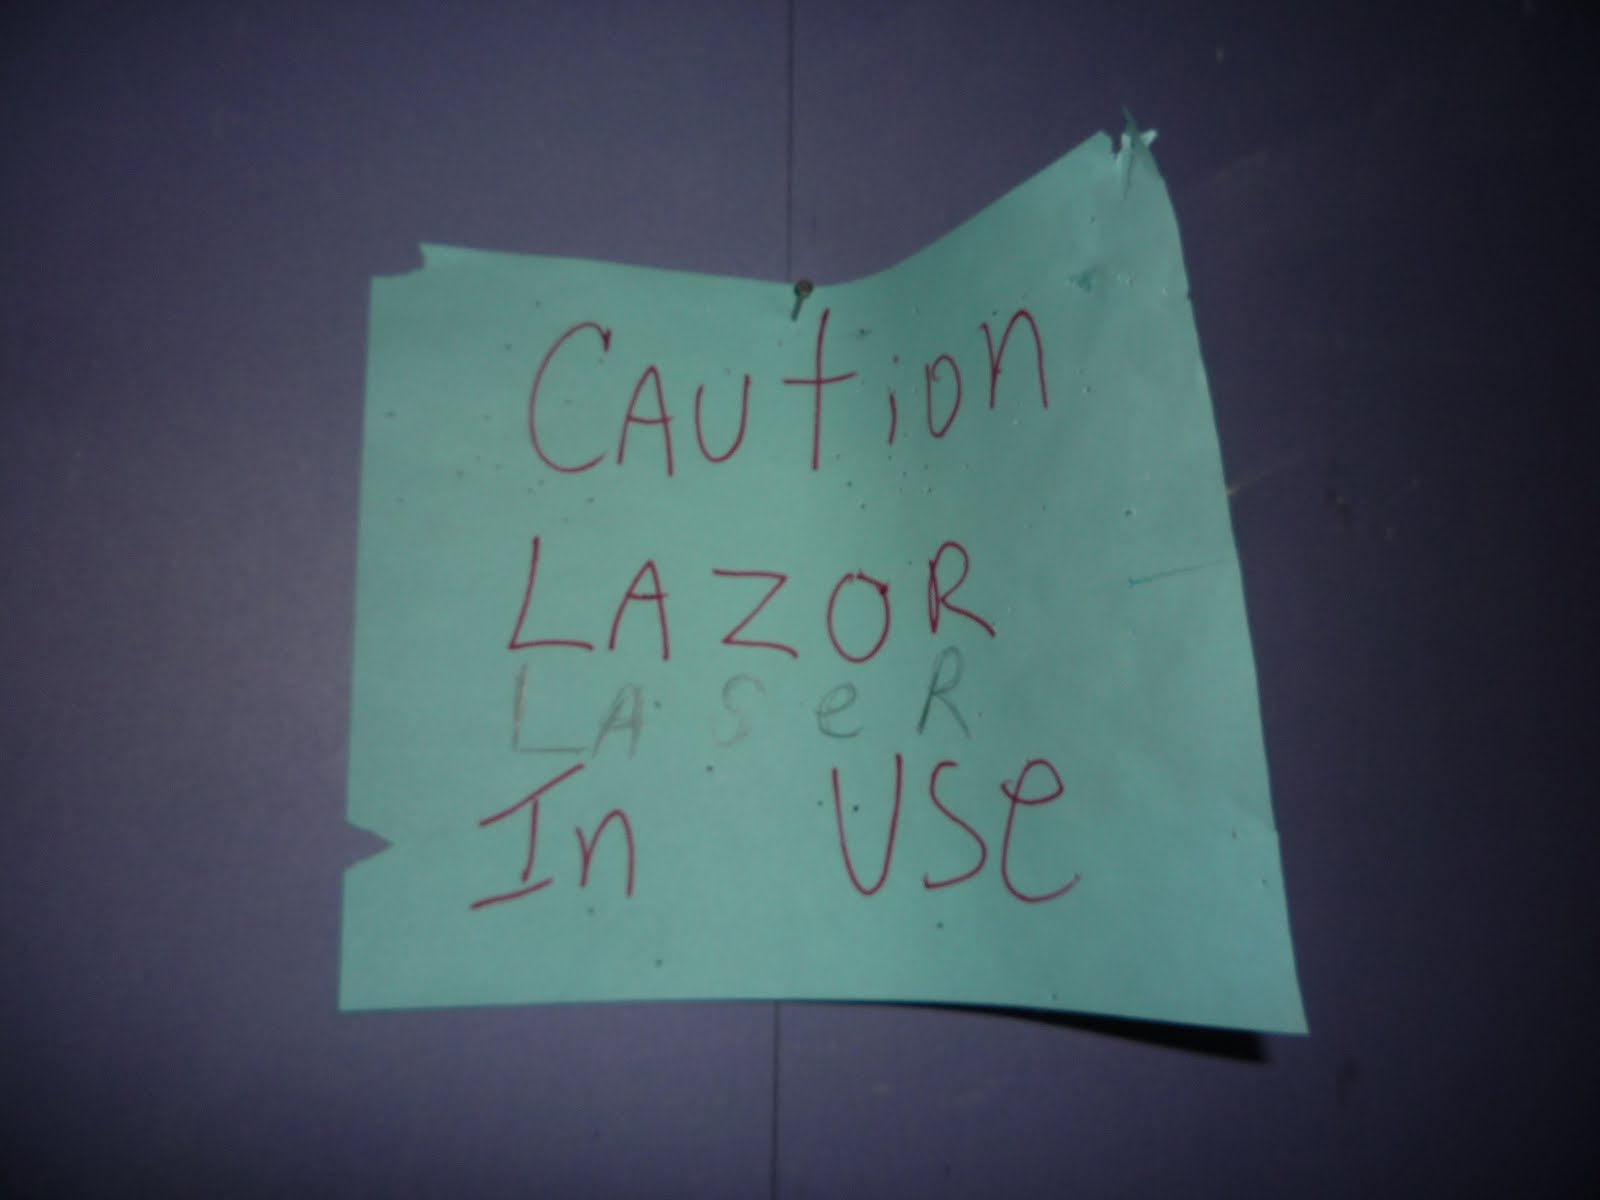 CAUtion
LAZOR
LASeR
In USe